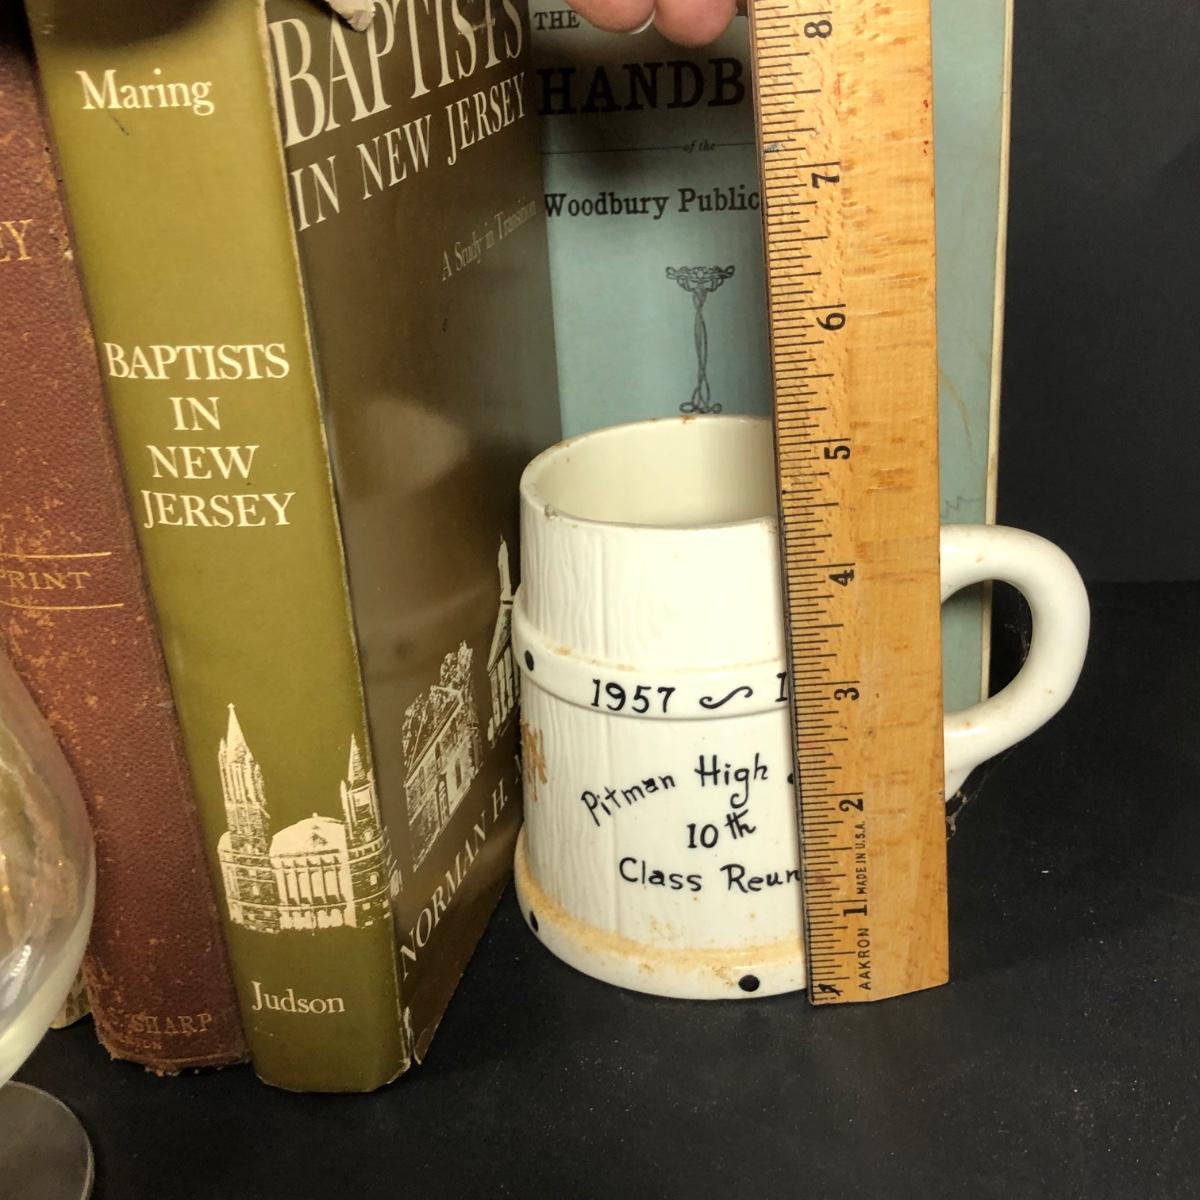 Maring
BAPTISTS
IN
NEW
JERSEY
Judson
BAPTISTS
IN NEW JERSEY
A Study in Transition
NORMAN H.
EY
PRINT
SHARP
THE
HANDB
of the
Woodbury Public
1957 ~ 1
Pitman High
10th
Class Reun
8
7
6
5
4
3
2
1
AAKRON MADE IN U.S.A.